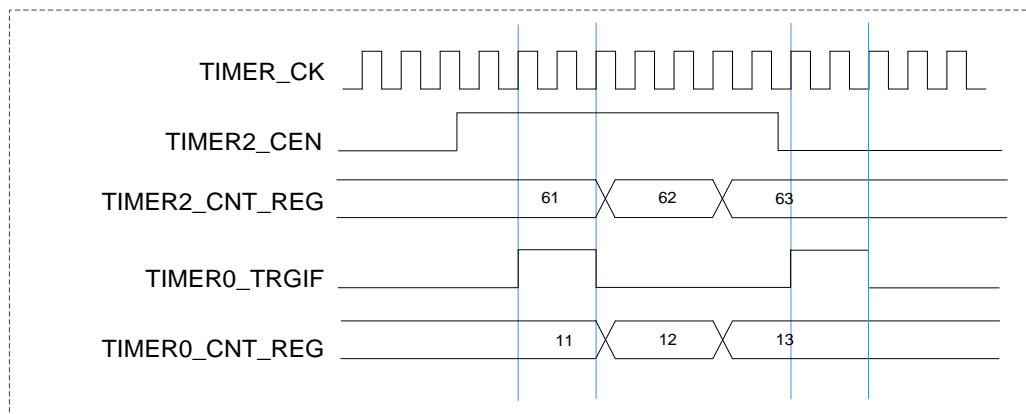 TIMER_CK
TIMER2_CEN
TIMER2_CNT_REG
61 62 63
TIMER0_TRGIF
TIMER0_CNT_REG
11 12 13